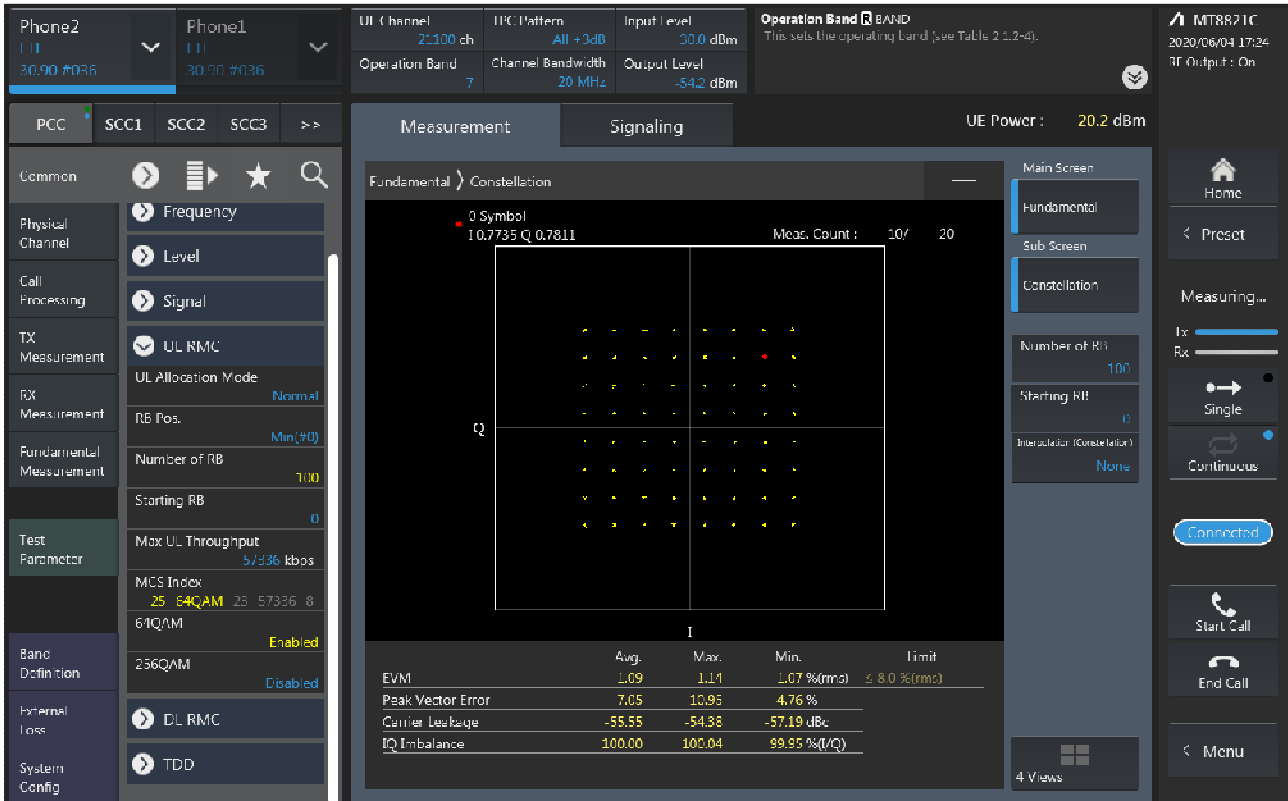 Phone2
LTE
30.90 #036
Phone1
LTE
30.90 #036
UL Channel
21100 ch
TPC Pattern
All +3dB
Input Level
30.0 dBm
Operation Band
7
Channel Bandwidth
20 MHz
Output Level
-54.2 dBm
Operation Band R BAND
This sets the operating band (see Table 2.1.2-4).
MT8821C
2020/06/04 17:24
RF Output : On
PCC
SCC1
SCC2
SCC3
>>
Measurement
Signaling
UE Power : 20.2 dBm
Common
Physical
Channel
Call
Processing
TX
Measurement
RX
Measurement
Fundamental
Measurement
Test
Parameter
Band
Definition
External
Loss
System
Config
Frequency
Level
Signal
UL RMC
UL Allocation Mode
Normal
RB Pos.
Min(#0)
Number of RB
100
Starting RB
0
Max UL Throughput
57336 kbps
MCS Index
25 64QAM 23 57336 8
64QAM
Enabled
256QAM
Disabled
DL RMC
TDD
Fundamental
Constellation
0 Symbol
I 0.7735 Q 0.7811
Meas. Count : 10/ 20
Q
I
Avg. Max. Min. Limit
EVM 1.09 1.14 1.07 %(rms) ≤ 8.0 %(rms)
Peak Vector Error 7.05 10.95 4.76 %
Carrier Leakage -55.55 -54.38 -57.19 dBc
IQ Imbalance 100.00 100.04 99.95 %(I/Q)
Main Screen
Fundamental
Sub Screen
Constellation
Number of RB
100
Starting RB
0
Interpolation (Constellation)
None
4 Views
Home
< Preset
Measuring...
Tx
Rx
Single
Continuous
Connected
Start Call
End Call
< Menu